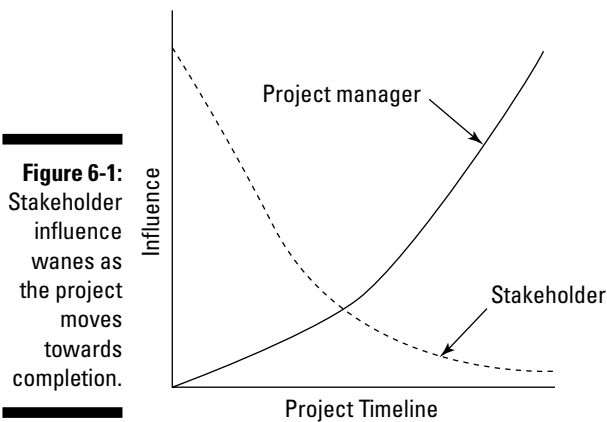 Project manager
Figure 6-1:
Stakeholder
influence
wanes as
the project
moves
towards
completion.
Influence
Stakeholder
Project Timeline